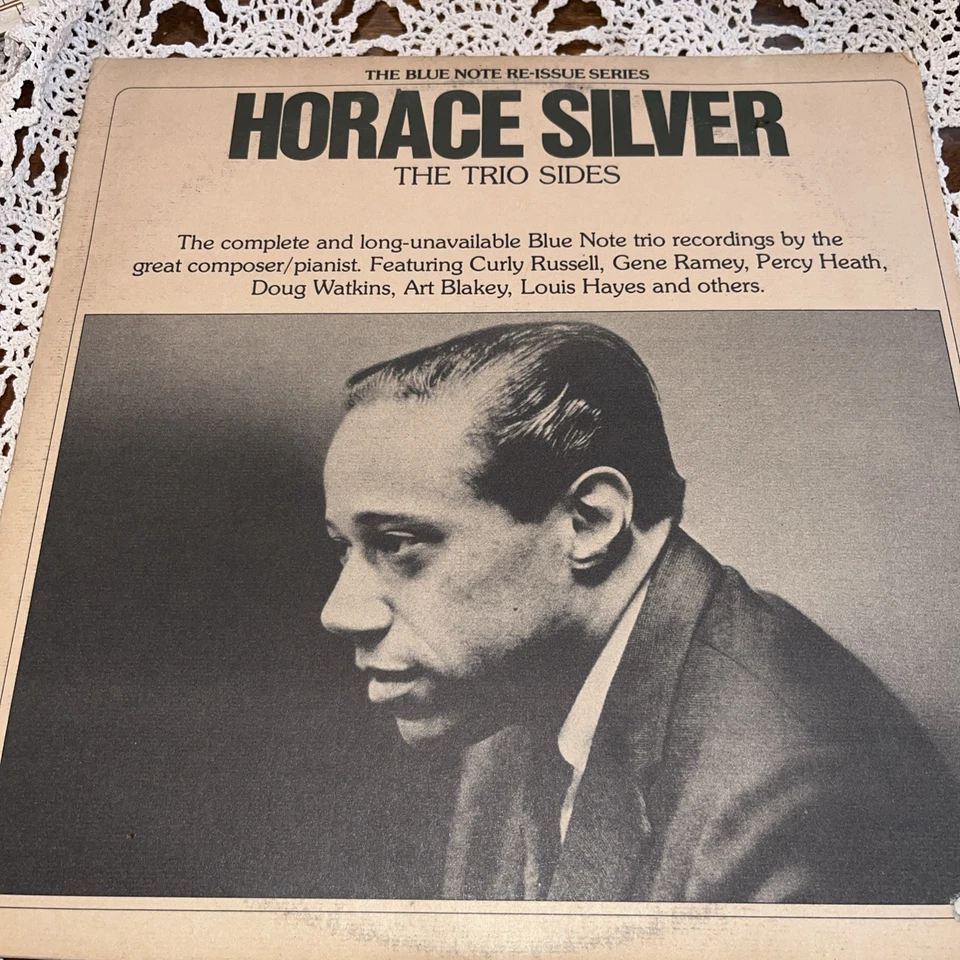 THE BLUE NOTE RE-ISSUE SERIES
HORACE SILVER
THE TRIO SIDES
The complete and long-unavailable Blue Note trio recordings by the
great composer/pianist. Featuring Curly Russell, Gene Ramey, Percy Heath,
Doug Watkins, Art Blakey, Louis Hayes and others.